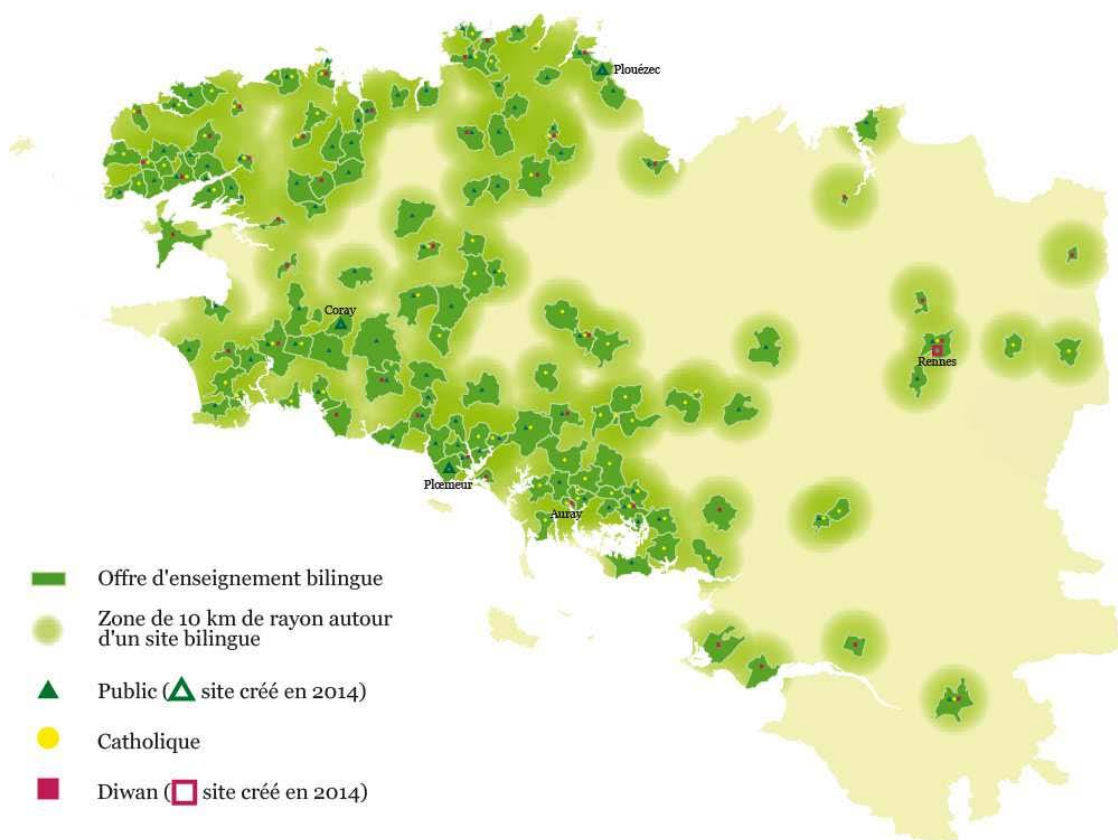 Plouézec
Coray
Rennes
Plœmeur
Auray
Offre d'enseignement bilingue
Zone de 10 km de rayon autour
d'un site bilingue
Public ( site créé en 2014)
Catholique
Diwan ( site créé en 2014)